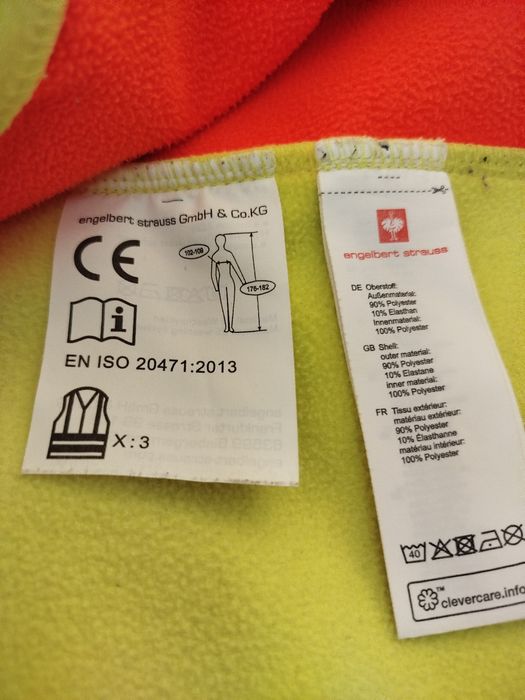 engelbert strauss GmbH & Co.KG
CE
102-109
176-182
i
EN ISO 20471:2013
X:3
engelbert strauss
DE Oberstoff:
Außenmaterial:
90% Polyester
10% Elasthan
Innenmaterial:
100% Polyester
GB Shell:
outer material:
90% Polyester
10% Elastane
inner material:
100% Polyester
FR Tissu extérieur:
matériau extérieur:
90% Polyester
10% Élasthanne
matériau intérieur:
100% Polyester
40
clevercare.info